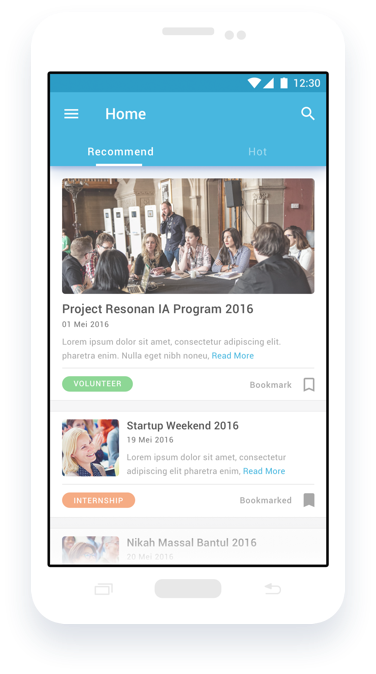 12:30
Home
Recommend
Hot
Project Resonan IA Program 2016
01 Mei 2016
Lorem ipsum dolor sit amet, consectetur adipiscing elit.
pharetra enim. Nulla eget nibh noneu, Read More
VOLUNTEER
Bookmark
Startup Weekend 2016
19 Mei 2016
Lorem ipsum dolor sit amet, consectetur
adipiscing elit pharetra enim, Read More
INTERNSHIP
Bookmarked
Nikah Massal Bantul 2016
20 Mei 2016